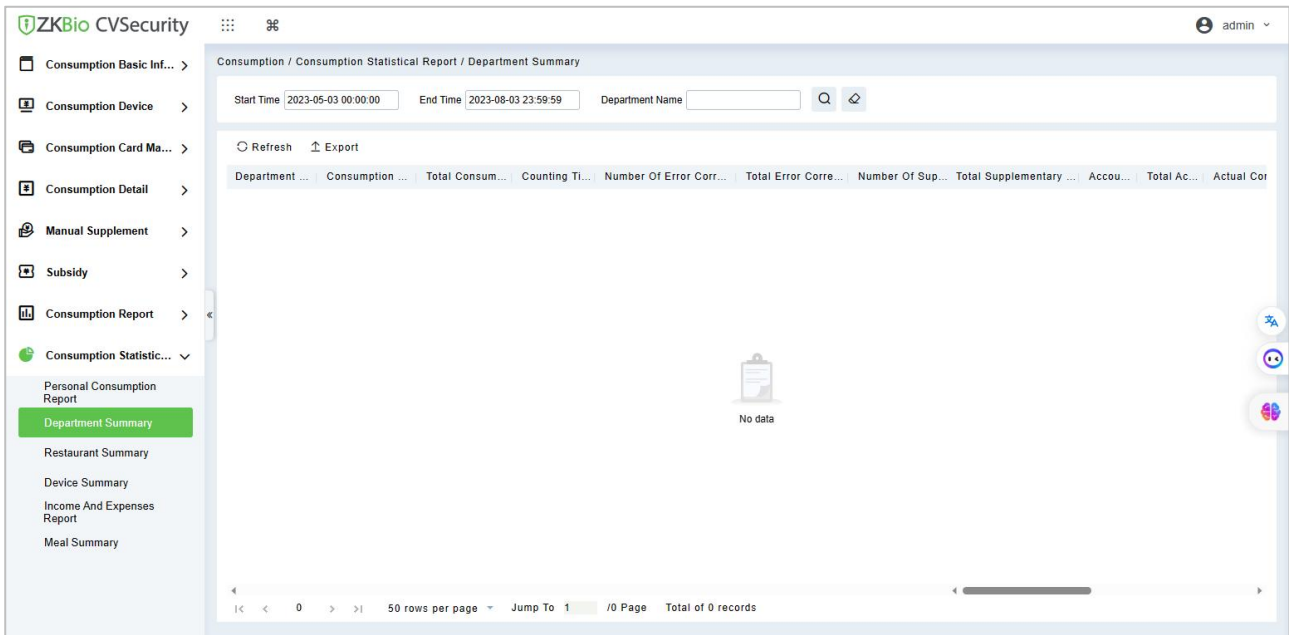 ZKBio CVSecurity
admin
Consumption Basic Inf...
Consumption Device
Consumption Card Ma...
Consumption Detail
Manual Supplement
Subsidy
Consumption Report
Consumption Statistic...
Personal Consumption
Report
Department Summary
Restaurant Summary
Device Summary
Income And Expenses
Report
Meal Summary
Consumption / Consumption Statistical Report / Department Summary
Start Time 2023-05-03 00:00:00 End Time 2023-08-03 23:59:59 Department Name
Refresh Export
Department ... Consumption ... Total Consum... Counting Ti... Number Of Error Corr... Total Error Corre... Number Of Sup... Total Supplementary ... Accou... Total Ac... Actual Cor
No data
0 50 rows per page Jump To 1 /0 Page Total of 0 records